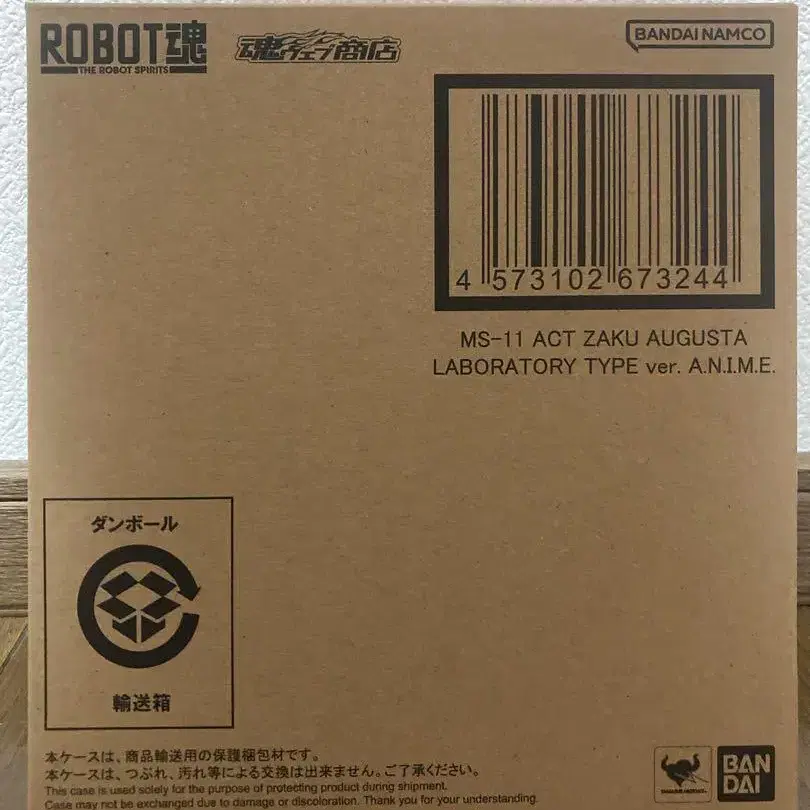 ROBOT魂
THE ROBOT SPIRITS
魂ウェブ商店
BANDAI NAMCO
4 573102 673244
MS-11 ACT ZAKU AUGUSTA
LABORATORY TYPE ver. A.N.I.M.E.
ダンボール
輸送箱
本ケースは、商品輸送用の保護梱包材です。
本ケースは、つぶれ、汚れ等による交換は出来ません。ご了承ください。
This case is used solely for the purpose of protecting product during shipment.
Case may not be exchanged due to damage or discoloration. Thank you for your understanding.
BAN
DAI